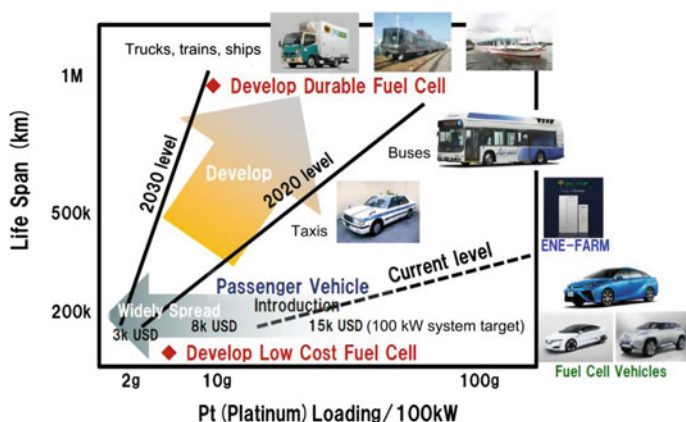 Trucks, trains, ships
1M
◆ Develop Durable Fuel Cell
Life Span (km)
2030 level
Develop
2020 level
Buses
500k
Taxis
ENE-FARM
Current level
Passenger Vehicle
Widely Spread
Introduction
200k
3k USD
8k USD
15k USD (100 kW system target)
◆ Develop Low Cost Fuel Cell
Fuel Cell Vehicles
2g
10g
100g
Pt (Platinum) Loading/100kW